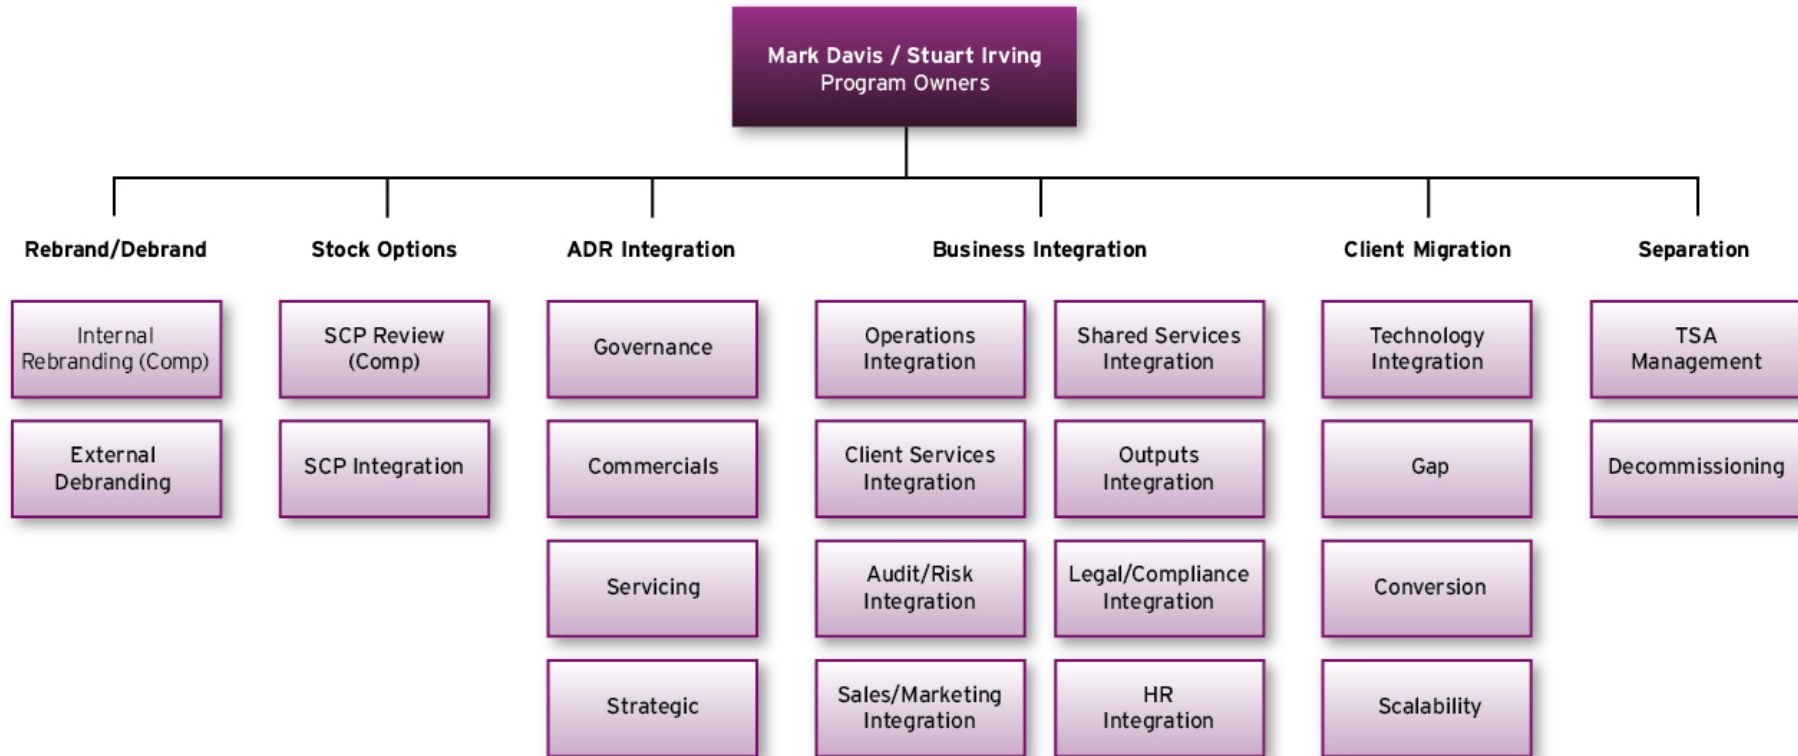 Mark Davis / Stuart Irving
Program Owners
Rebrand/Debrand
Internal
Rebranding (Comp)
External
Debranding
Stock Options
SCP Review
(Comp)
SCP Integration
ADR Integration
Governance
Commercials
Servicing
Strategic
Business Integration
Operations
Integration
Shared Services
Integration
Client Services
Integration
Outputs
Integration
Audit/Risk
Integration
Legal/Compliance
Integration
Sales/Marketing
Integration
HR
Integration
Client Migration
Technology
Integration
Gap
Conversion
Scalability
Separation
TSA
Management
Decommissioning